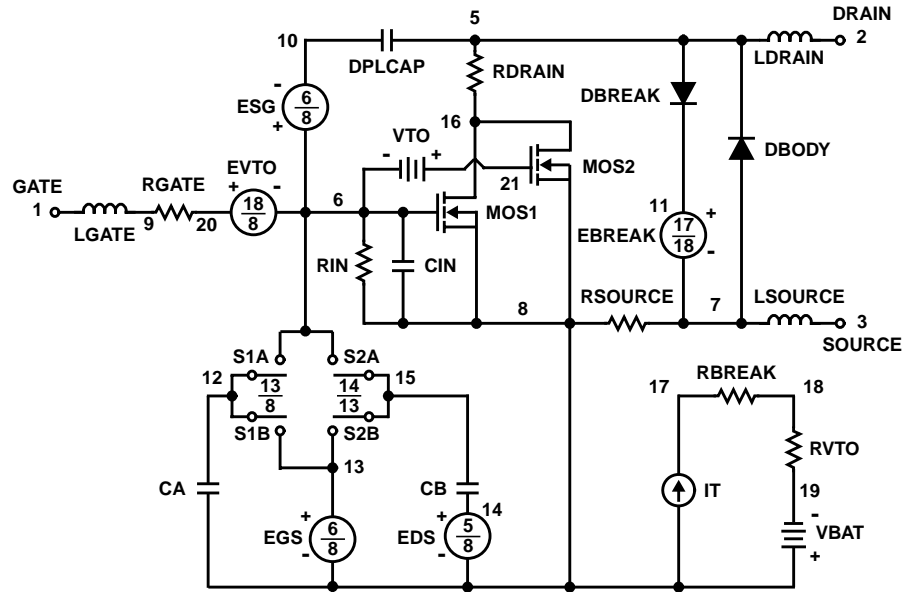 5
DRAIN
2
10
DPLCAP
LDRAIN
RDRAIN
DBREAK
-
6
8
ESG
+
16
VTO
- +
DBODY
MOS2
EVTO
+ -
18
8
GATE
1
RGATE
LGATE
9
20
6
21
MOS1
11
EBREAK
+
17
18
-
RIN
CIN
8
RSOURCE
7
LSOURCE
3
SOURCE
S1A
S2A
12
13
8
14
13
15
S1B
S2B
13
RBREAK
17
18
RVTO
CA
CB
14
IT
19
-
VBAT
+
EGS
+
6
8
-
EDS
+
5
8
-